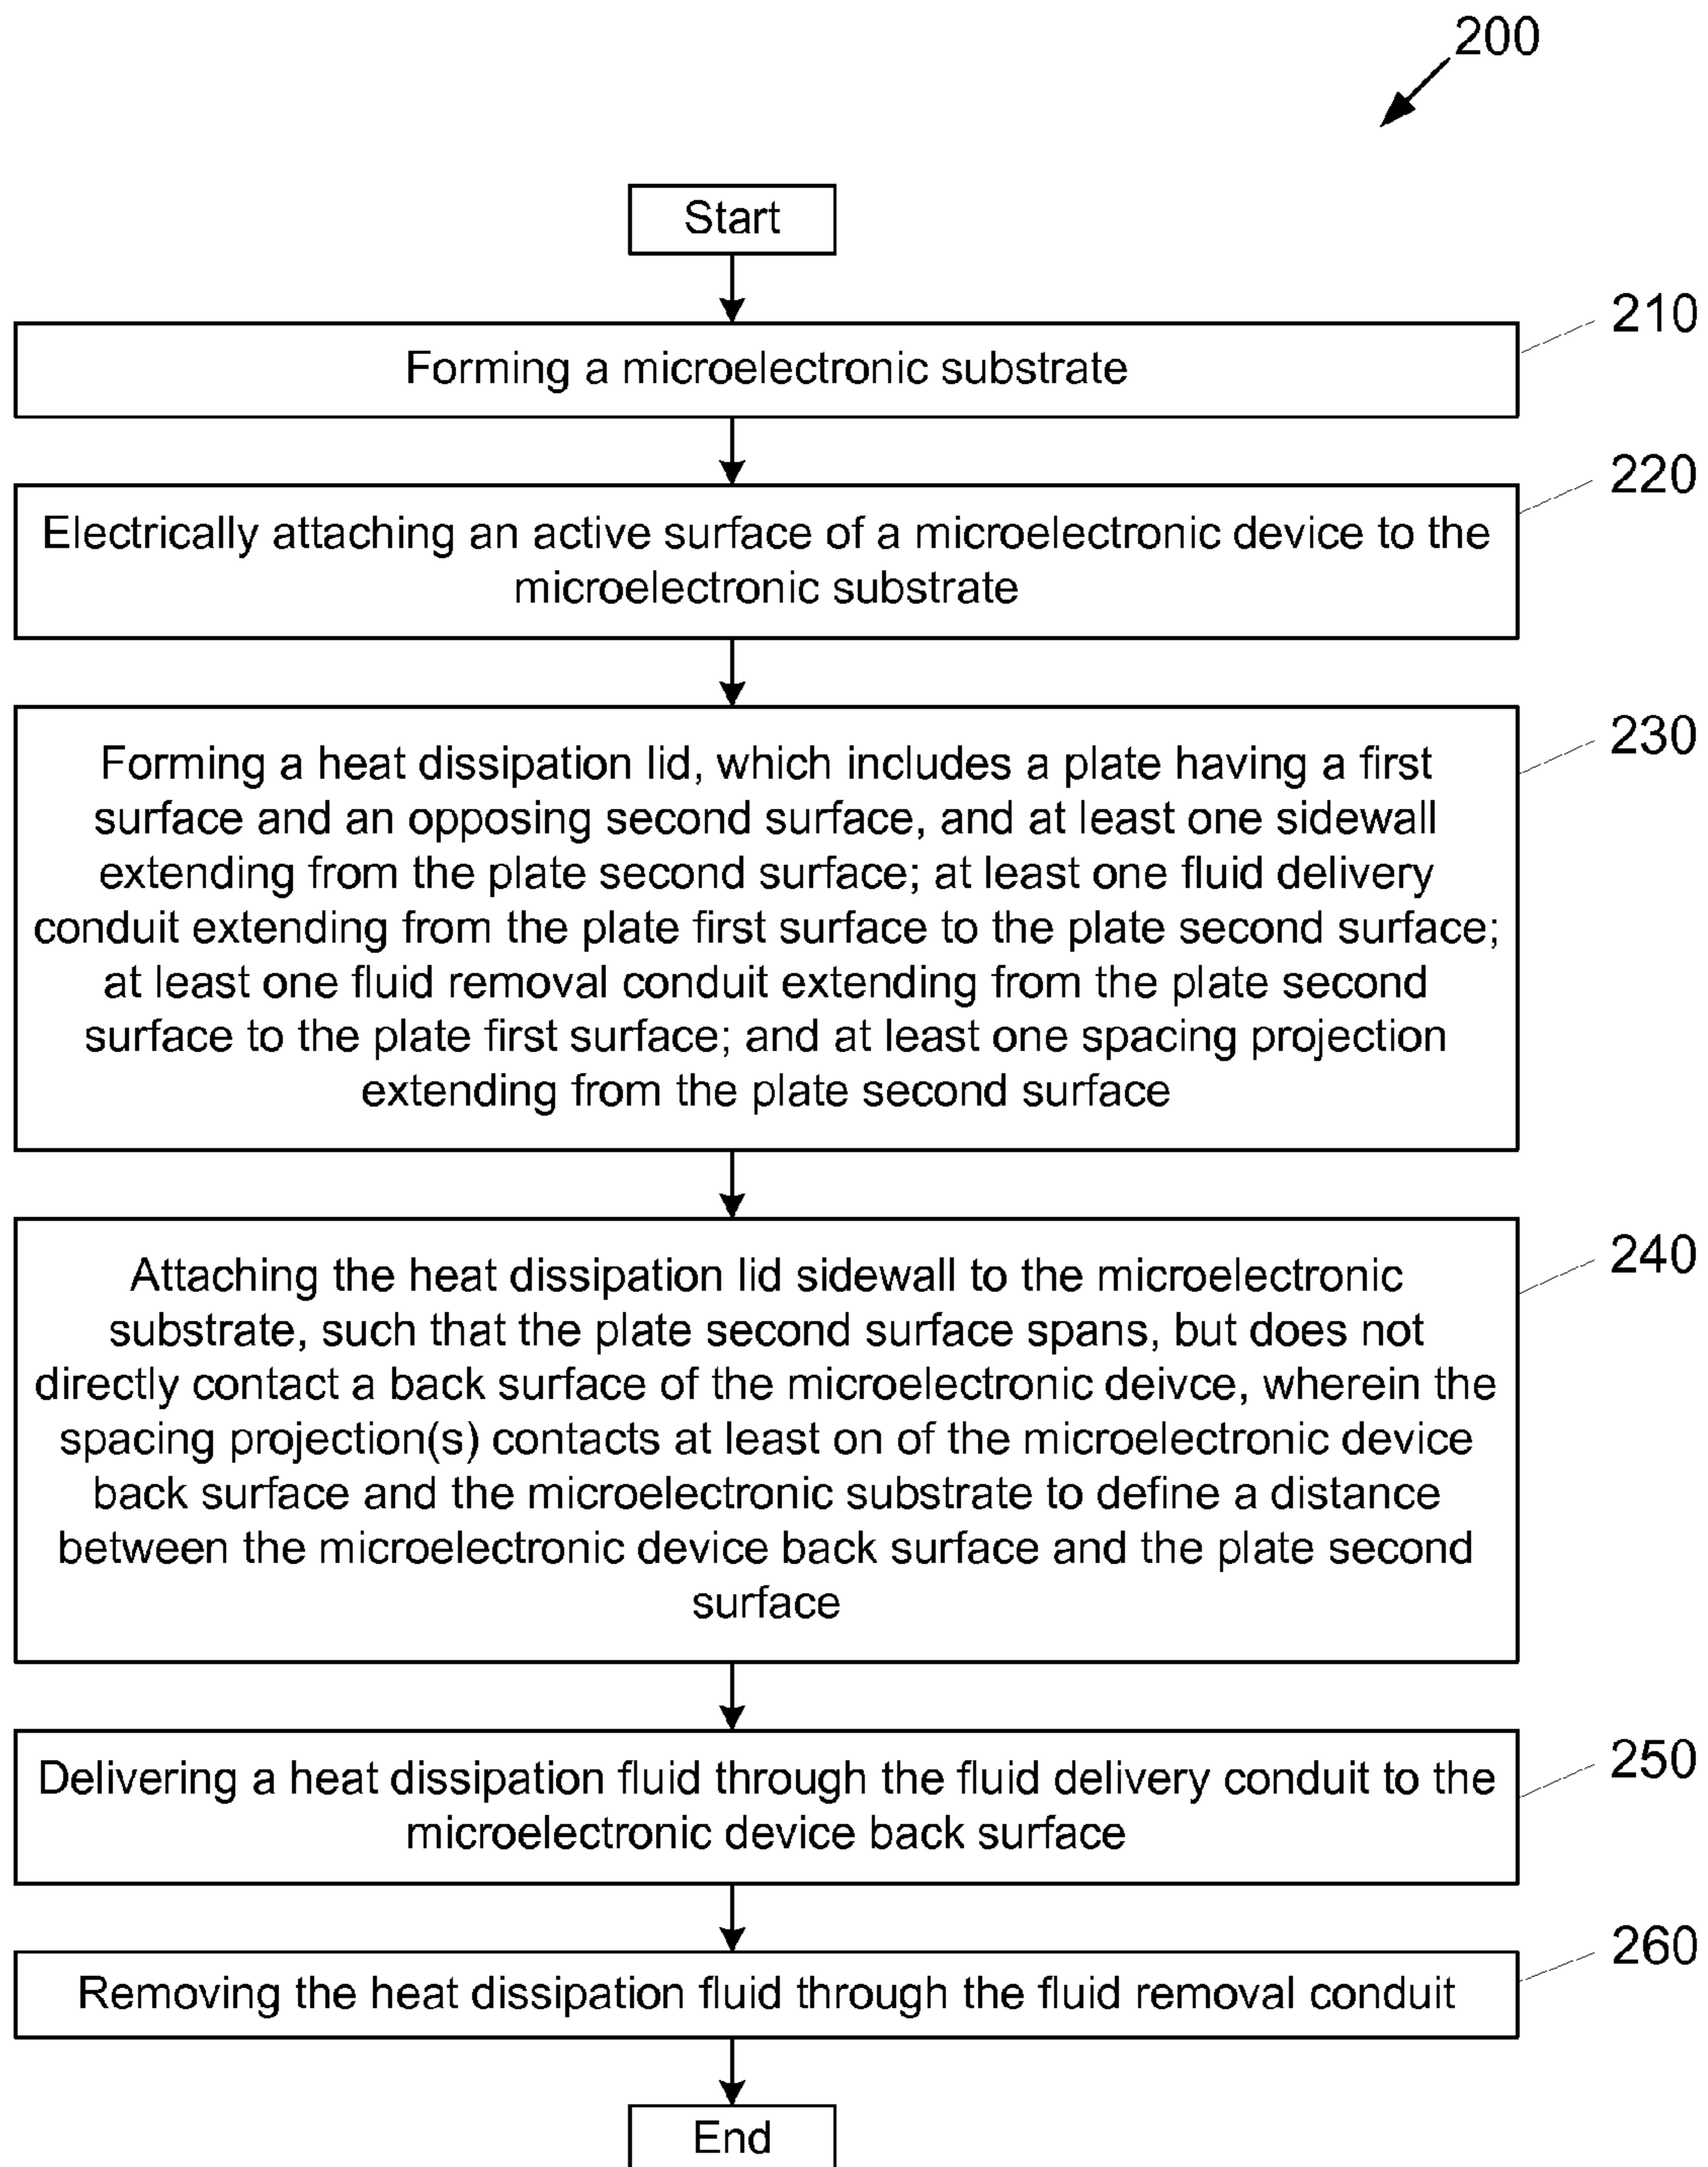 200
Start
210
Forming a microelectronic substrate
220
Electrically attaching an active surface of a microelectronic device to the
microelectronic substrate
230
Forming a heat dissipation lid, which includes a plate having a first
surface and an opposing second surface, and at least one sidewall
extending from the plate second surface; at least one fluid delivery
conduit extending from the plate first surface to the plate second surface;
at least one fluid removal conduit extending from the plate second
surface to the plate first surface; and at least one spacing projection
extending from the plate second surface
240
Attaching the heat dissipation lid sidewall to the microelectronic
substrate, such that the plate second surface spans, but does not
directly contact a back surface of the microelectronic deivce, wherein the
spacing projection(s) contacts at least on of the microelectronic device
back surface and the microelectronic substrate to define a distance
between the microelectronic device back surface and the plate second
surface
250
Delivering a heat dissipation fluid through the fluid delivery conduit to the
microelectronic device back surface
260
Removing the heat dissipation fluid through the fluid removal conduit
End